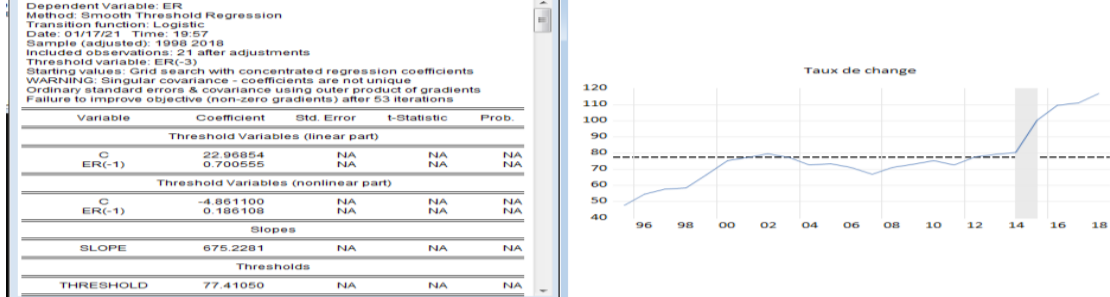 Dependent Variable: ER
Method: Smooth Threshold Regression
Transition function: Logistic
Date: 01/17/21 Time: 19:57
Sample (adjusted): 1998 2018
Included observations: 21 after adjustments
Threshold variable: ER(-3)
Starting values: Grid search with concentrated regression coefficients
WARNING: Singular covariance - coefficients are not unique
Ordinary standard errors & covariance using outer product of gradients
Failure to improve objective (non-zero gradients) after 53 iterations
Variable Coefficient Std. Error t-Statistic Prob.
Threshold Variables (linear part)
C 22.96854 NA NA NA
ER(-1) 0.700555 NA NA NA
Threshold Variables (nonlinear part)
C -4.861100 NA NA NA
ER(-1) 0.186108 NA NA NA
Slopes
SLOPE 675.2281 NA NA NA
Thresholds
THRESHOLD 77.41050 NA NA NA
Taux de change
120
110
100
90
80
70
60
50
40
96 98 00 02 04 06 08 10 12 14 16 18